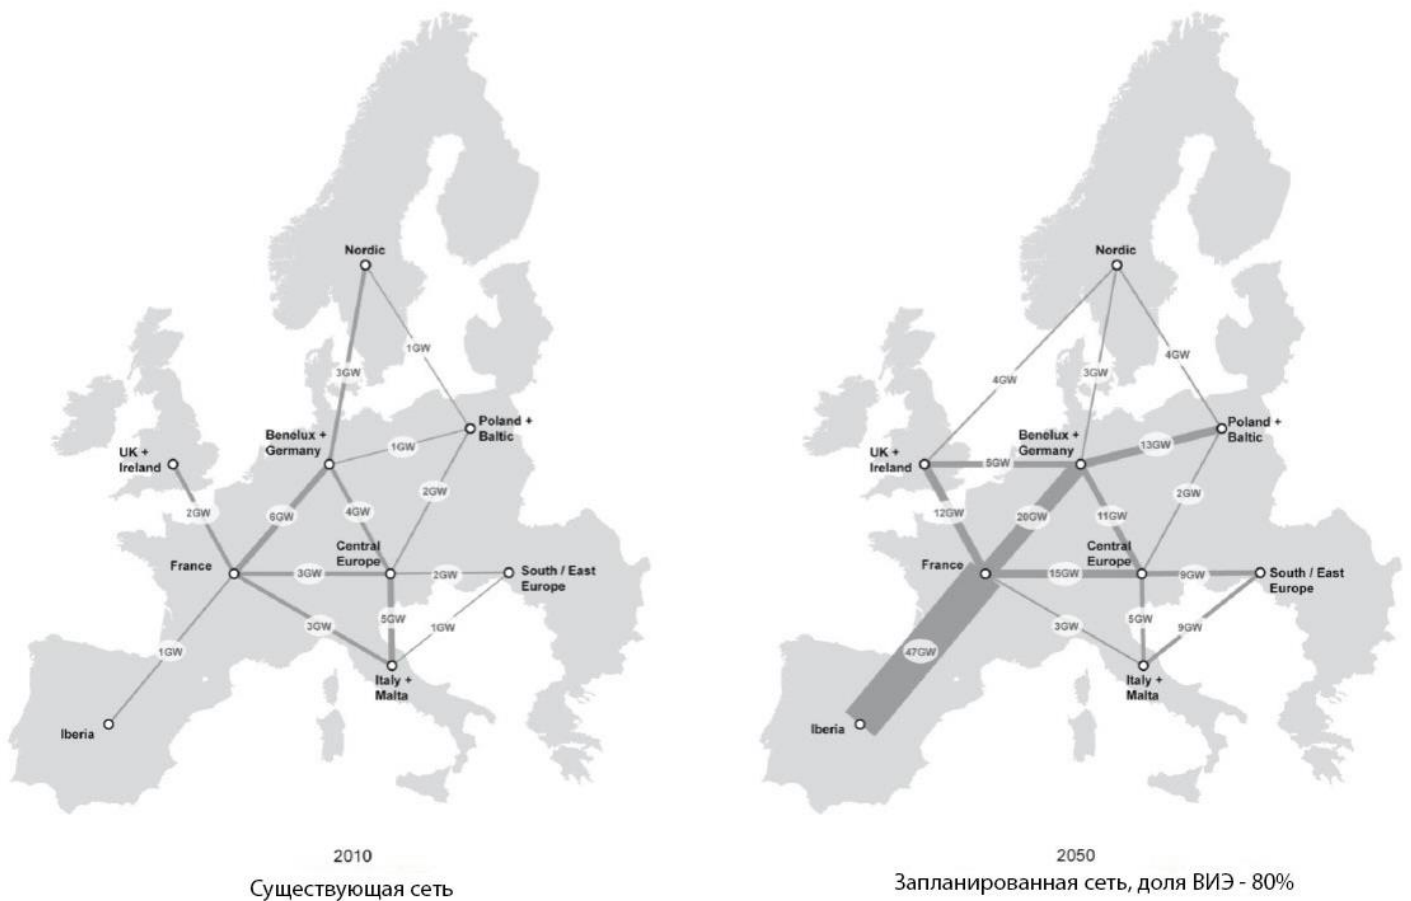 Nordic
1GW
3GW
Poland +
Baltic
Benelux +
Germany
1GW
UK +
Ireland
2GW
2GW
6GW
4GW
Central
Europe
France
3GW
2GW
South / East
Europe
3GW
5GW
1GW
1GW
Italy +
Malta
Iberia
2010
Существующая сеть
Nordic
4GW
3GW
4GW
Poland +
Baltic
Benelux +
Germany
13GW
UK +
Ireland
5GW
2GW
12GW
20GW
11GW
Central
Europe
France
15GW
9GW
South / East
Europe
3GW
5GW
9GW
47GW
Italy +
Malta
Iberia
2050
Запланированная сеть, доля ВИЭ - 80%